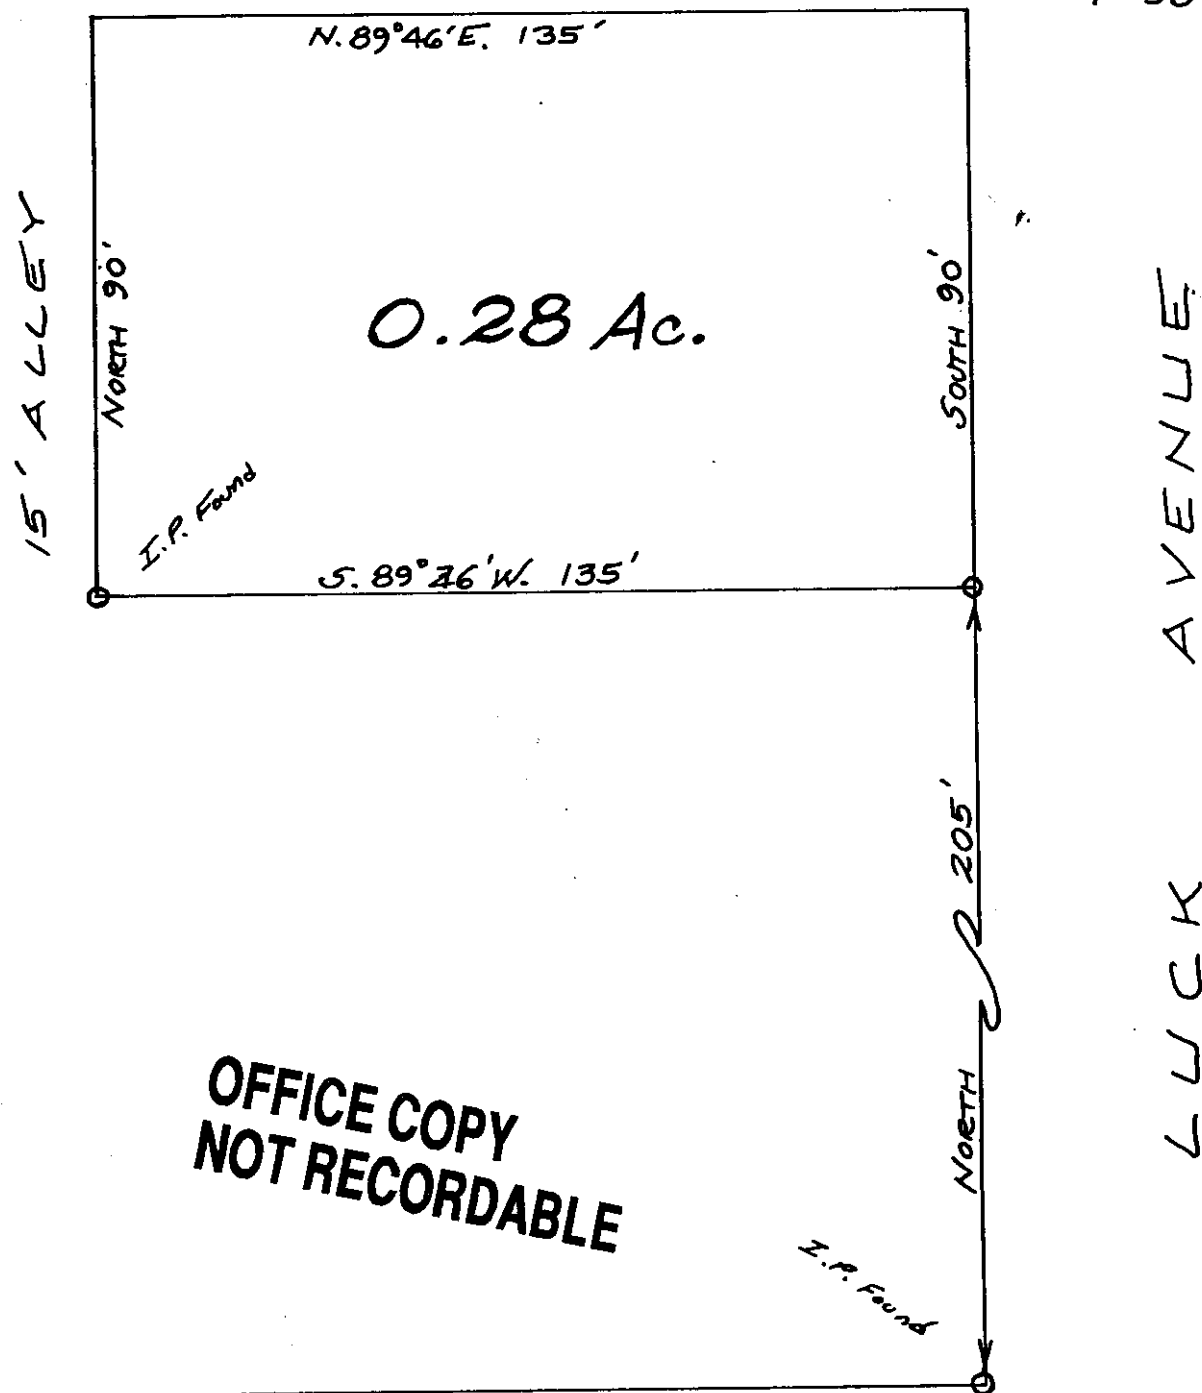 N. 89°46'E. 135'
15' ALLEY
NORTH 90'
0.28 Ac.
SOUTH 90'
I.P. Found
S. 89°46'W. 135'
LUCK AVENUE
NORTH 205'
OFFICE COPY
NOT RECORDABLE
I.P. Found